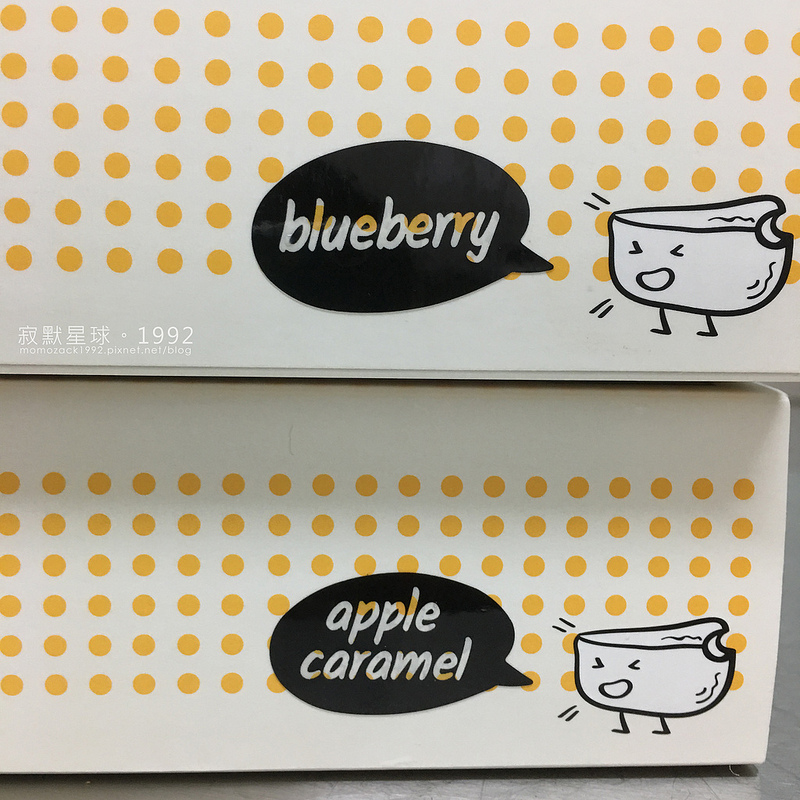 blueberry
寂默星球。1992
momozack1992.pixnet.net/blog
apple
caramel